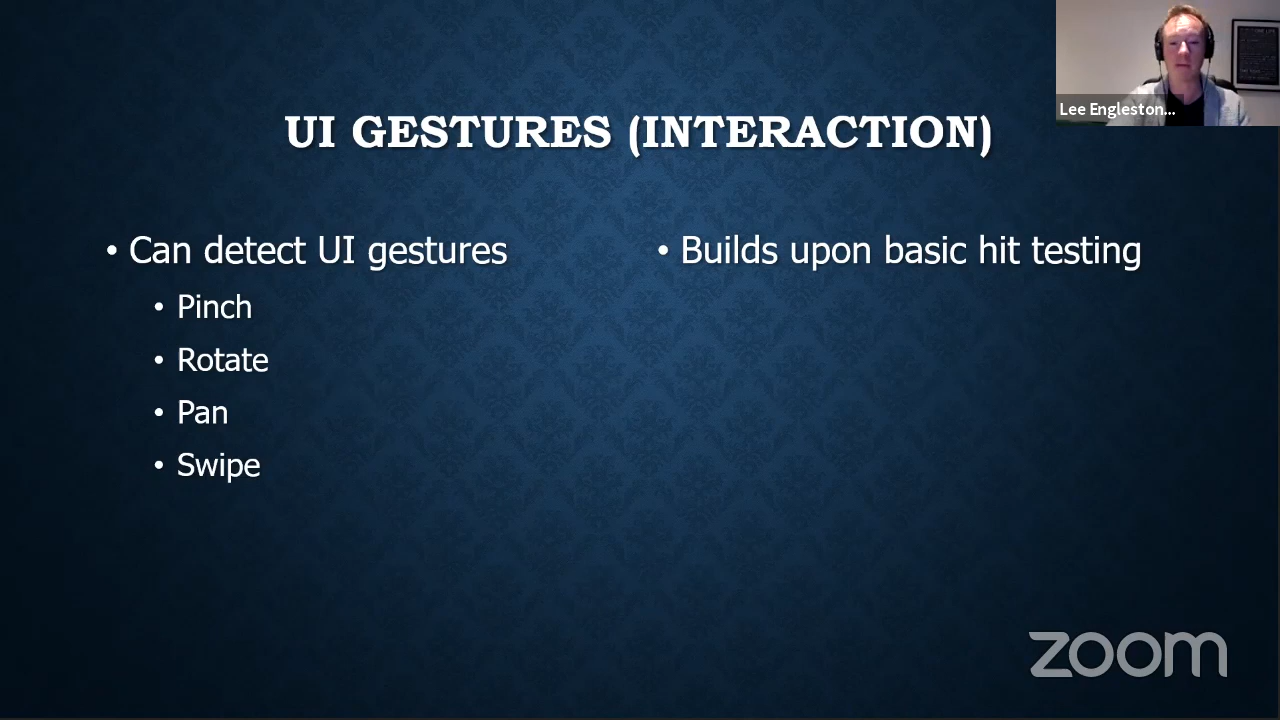 UI GESTURES (INTERACTION)
Lee Engleston...
• Can detect UI gestures
• Pinch
• Rotate
• Pan
• Swipe
• Builds upon basic hit testing
zoom